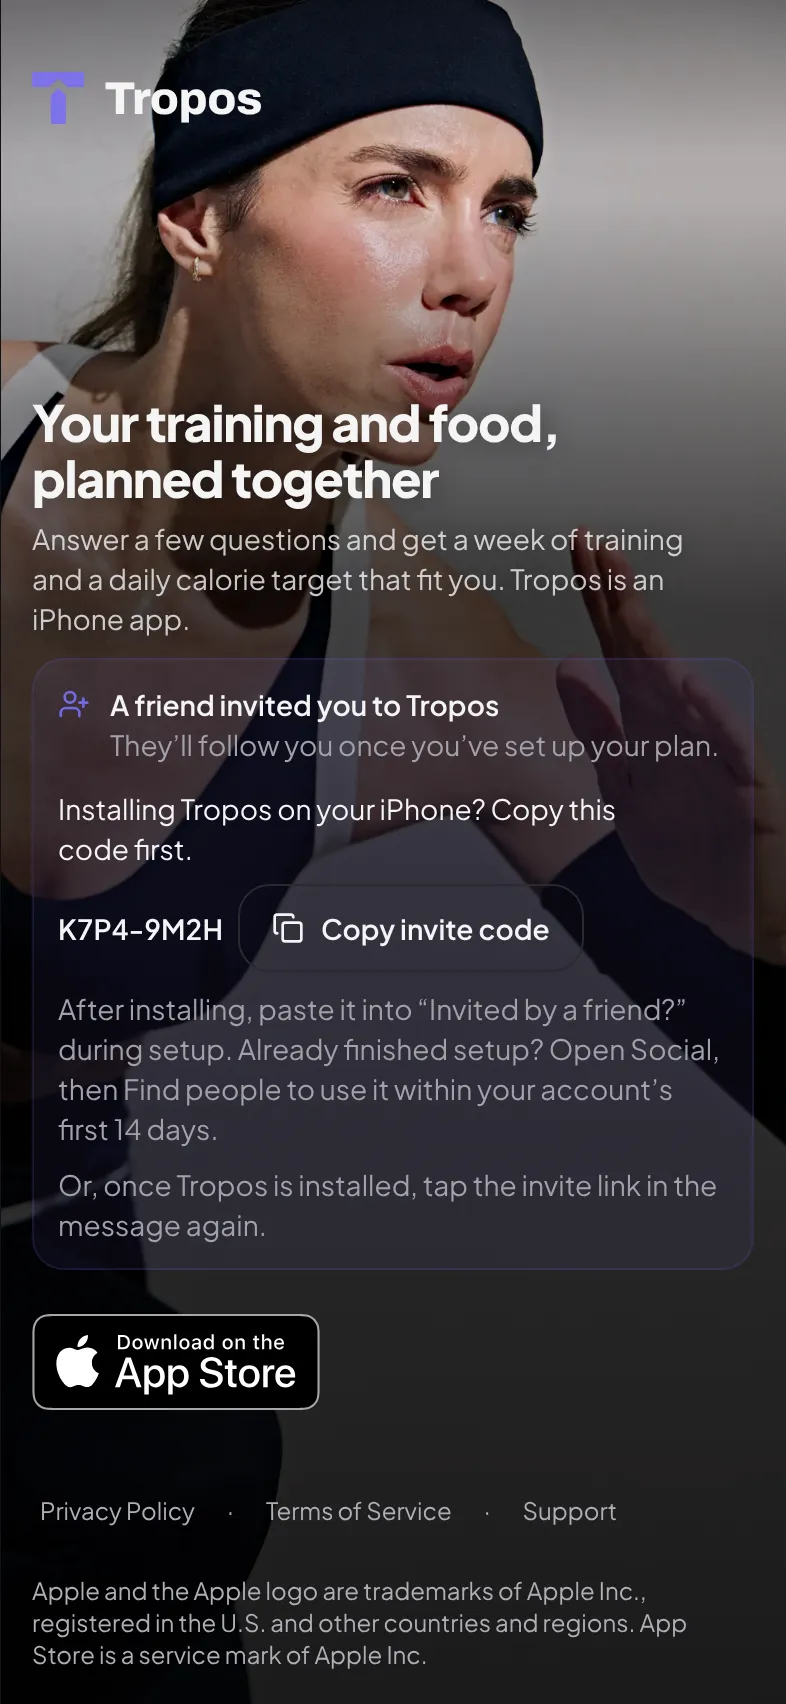 Tropos
Your training and food,
planned together
Answer a few questions and get a week of training
and a daily calorie target that fit you. Tropos is an
iPhone app.
A friend invited you to Tropos
They’ll follow you once you’ve set up your plan.
Installing Tropos on your iPhone? Copy this
code first.
K7P4-9M2H
Copy invite code
After installing, paste it into “Invited by a friend?”
during setup. Already finished setup? Open Social,
then Find people to use it within your account’s
first 14 days.
Or, once Tropos is installed, tap the invite link in the
message again.
Download on the
App Store
Privacy Policy · Terms of Service · Support
Apple and the Apple logo are trademarks of Apple Inc.,
registered in the U.S. and other countries and regions. App
Store is a service mark of Apple Inc.